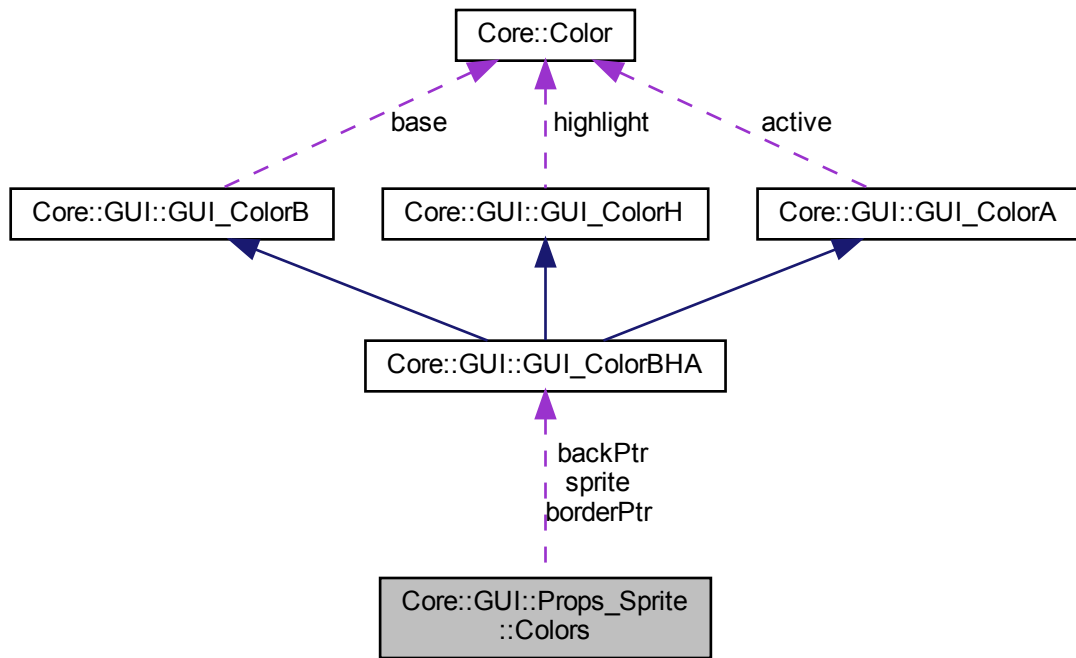 Core::Color
base
highlight
active
Core::GUI::GUI_ColorB
Core::GUI::GUI_ColorH
Core::GUI::GUI_ColorA
Core::GUI::GUI_ColorBHA
backPtr
sprite
borderPtr
Core::GUI::Props_Sprite
::Colors